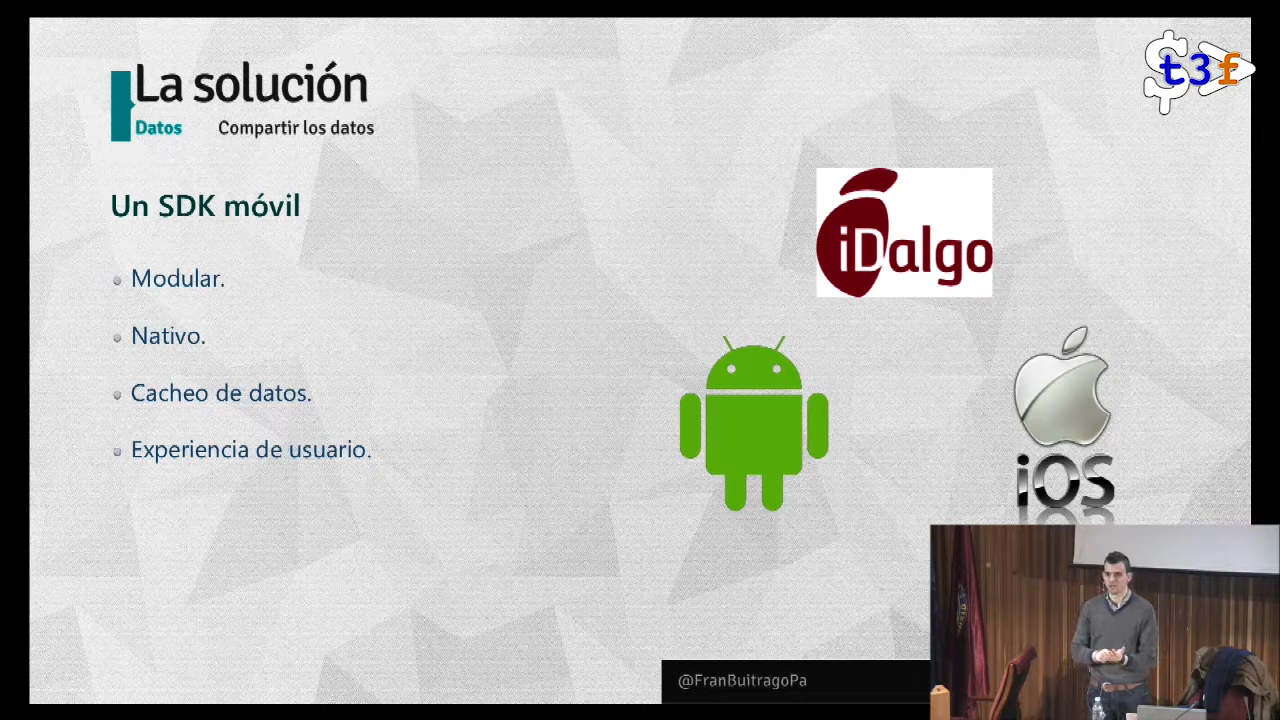 La solución
Datos Compartir los datos
t3f
Un SDK móvil
iDalgo
Modular.
Nativo.
Cacheo de datos.
Experiencia de usuario.
iOS
@FranBuitragoPa